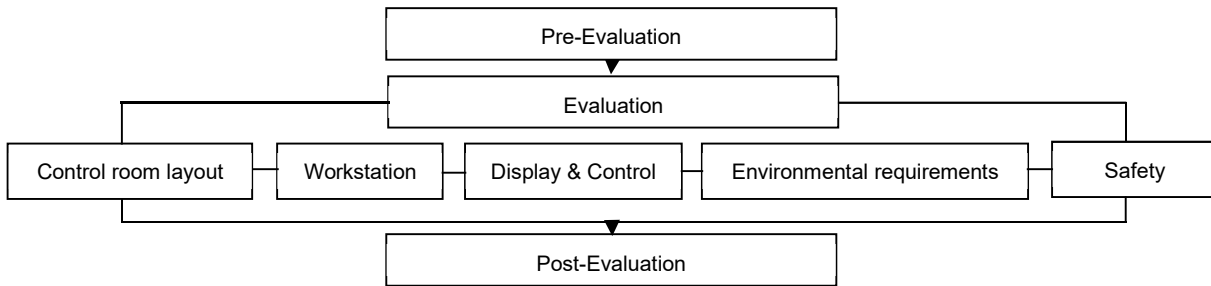 Pre-Evaluation
Evaluation
Control room layout
Workstation
Display & Control
Environmental requirements
Safety
Post-Evaluation